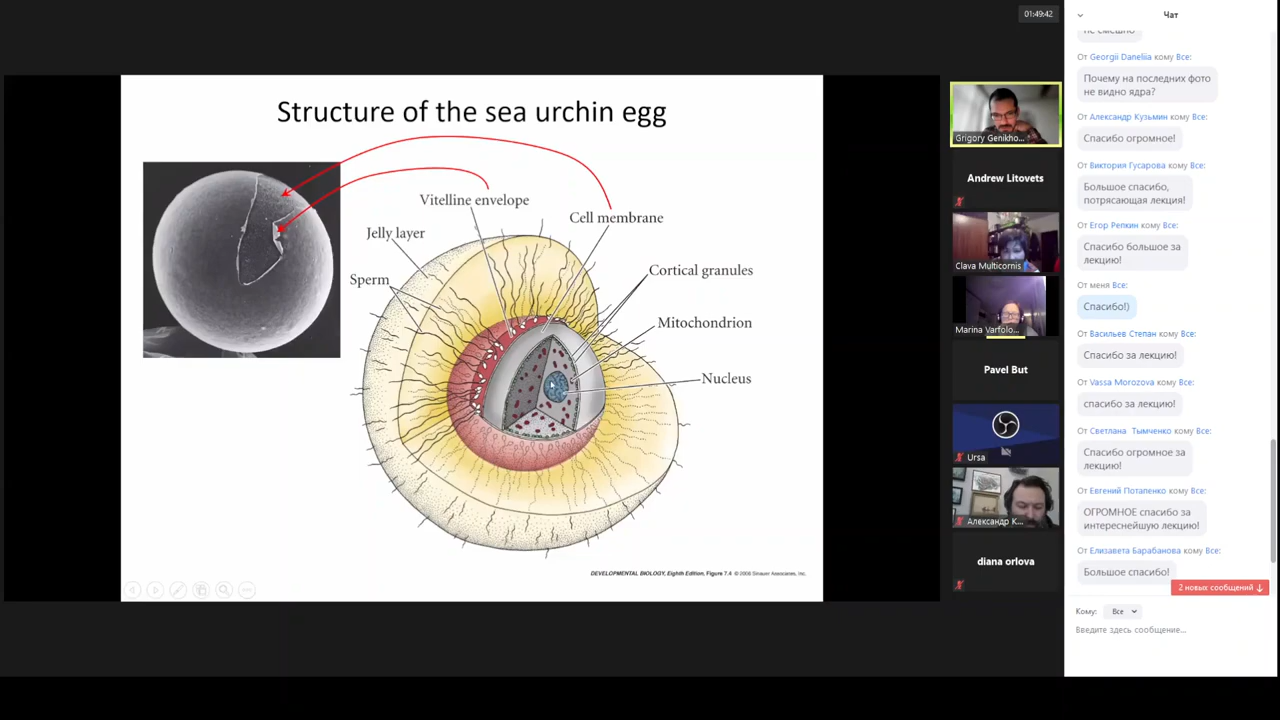 01:49:42
Structure of the sea urchin egg
Vitelline envelope
Cell membrane
Jelly layer
Sperm
Cortical granules
Mitochondrion
Nucleus
DEVELOPMENTAL BIOLOGY, Eighth Edition, Figure 7.4 © 2006 Sinauer Associates, Inc.
Grigory Genikho...
Andrew Litovets
Clava Multicornis
Marina Varfolo...
Pavel But
Ursa
Александр К...
diana orlova
Чат
не смешно
От Georgii Daneliia кому Все:
Почему на последних фото
не видно ядра?
От Александр Кузьмин кому Все:
Спасибо огромное!
От Виктория Гусарова кому Все:
Большое спасибо,
потрясающая лекция!
От Егор Репкин кому Все:
Спасибо большое за
лекцию!
От меня Все:
Спасибо!)
От Васильев Степан кому Все:
Спасибо за лекцию!
От Vassa Morozova кому Все:
спасибо за лекцию!
От Светлана Тымченко кому Все:
Спасибо огромное за
лекцию!
От Евгений Потапенко кому Все:
ОГРОМНОЕ спасибо за
интереснейшую лекцию!
От Елизавета Барабанова кому Все:
Большое спасибо!
2 новых сообщений
Кому: Все
Введите здесь сообщение...